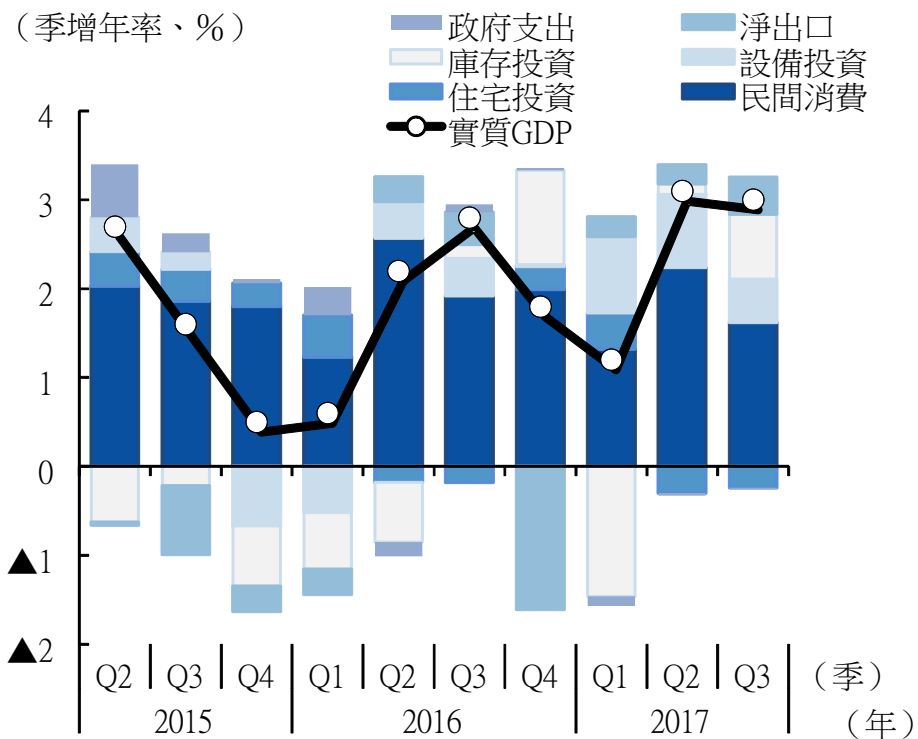 （季增年率、%）
政府支出 淨出口
庫存投資 設備投資
住宅投資 民間消費
實質GDP
4
3
2
1
0
▲1
▲2
Q2 Q3 Q4 Q1 Q2 Q3 Q4 Q1 Q2 Q3 （季）
2015 2016 2017 （年）